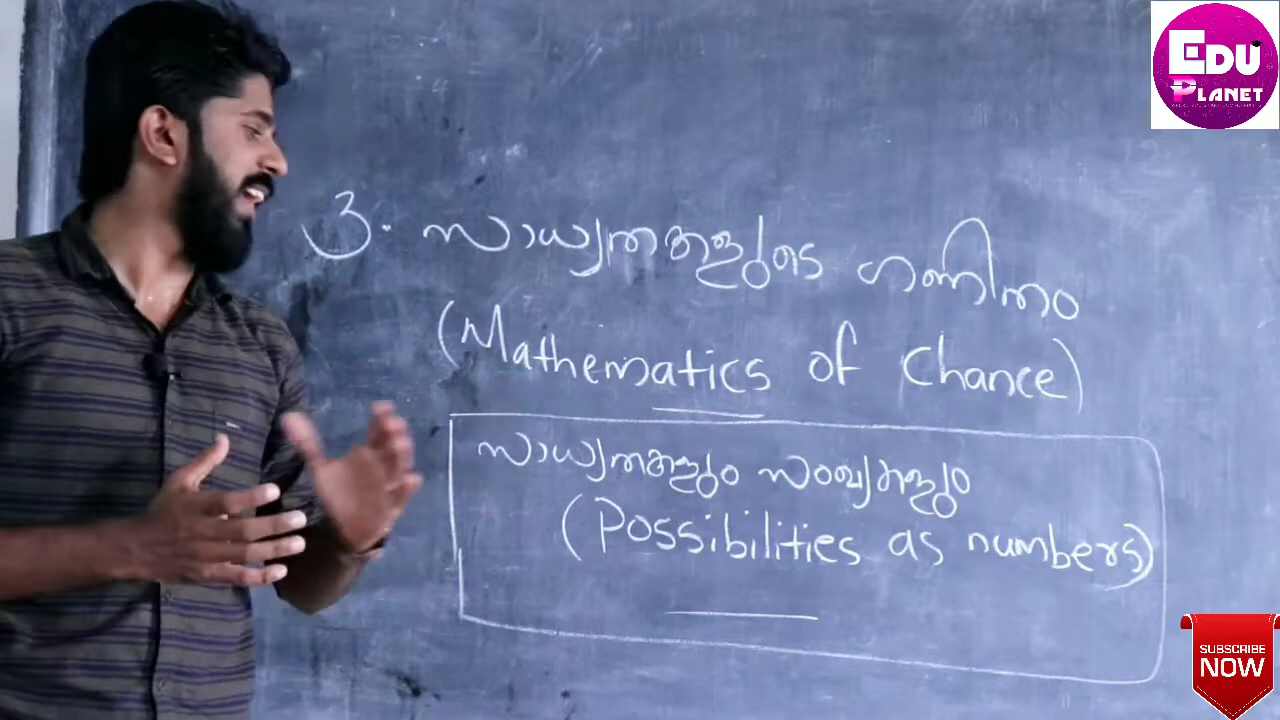 3. സാധ്യതകളുടെ ഗണിതം
(Mathematics of Chance)
സാധ്യതകളും സംഖ്യകളും
(Possibilities as numbers)
EDU
PLANET
SUBSCRIBE
NOW